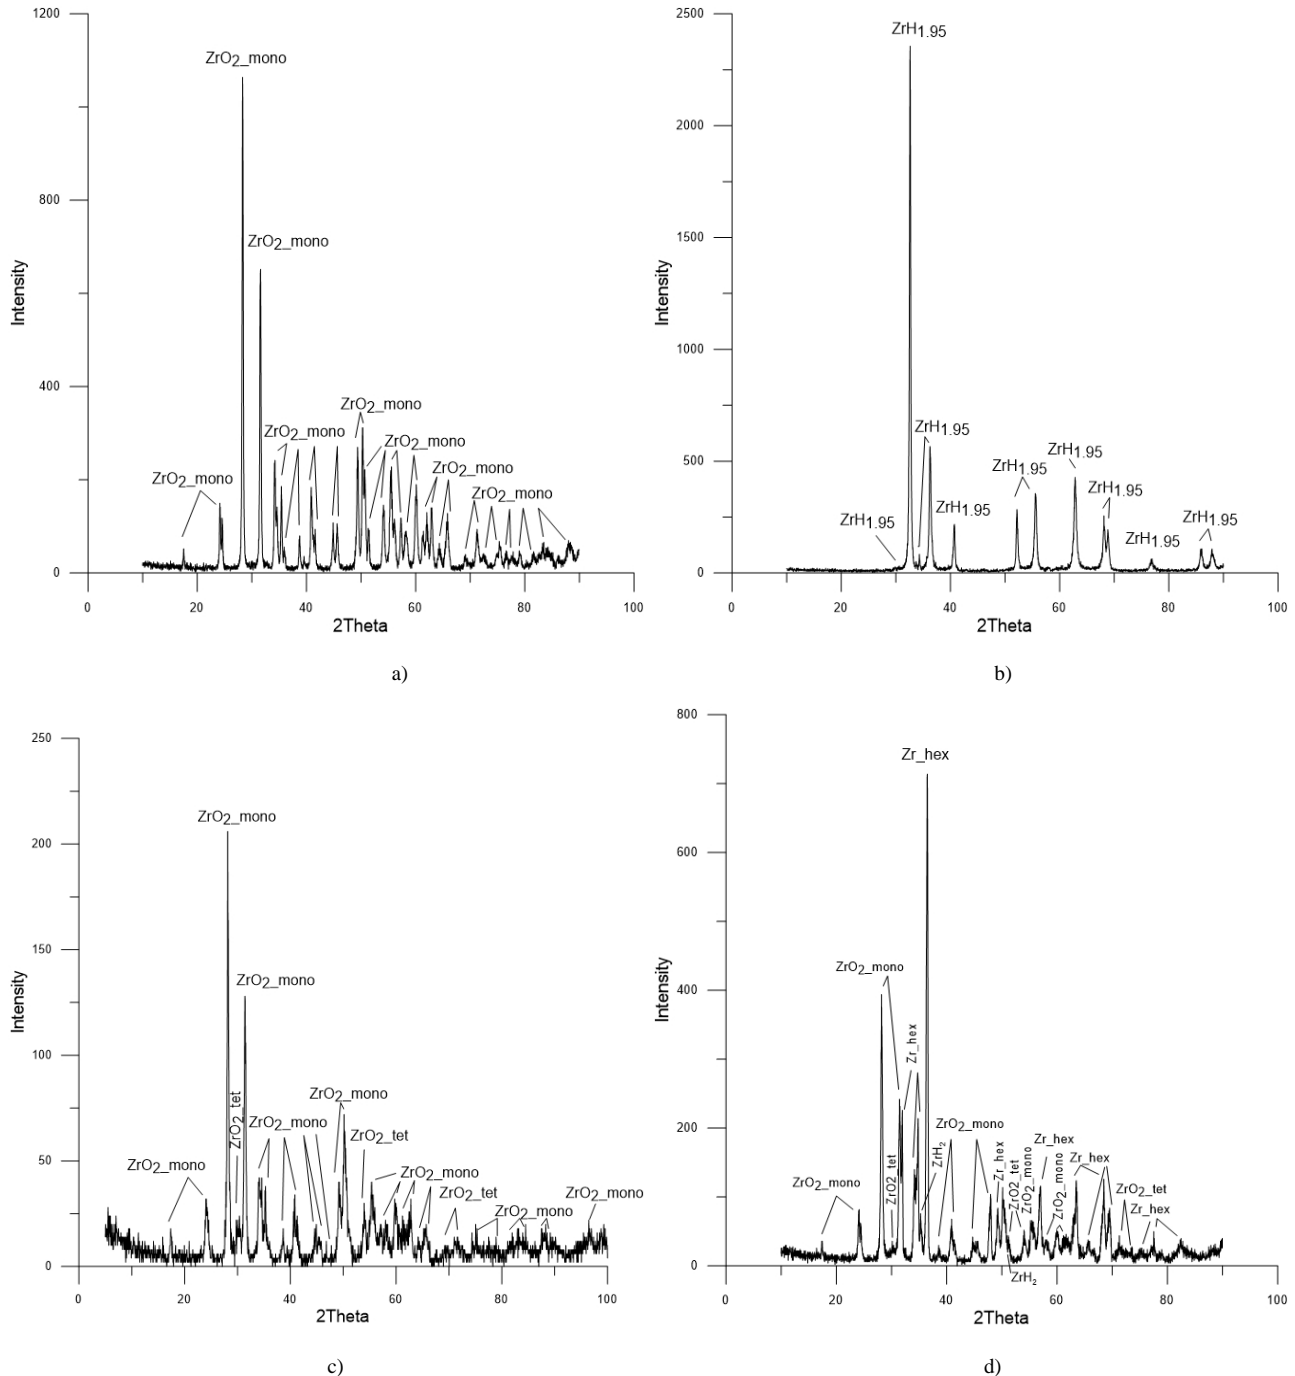 1200
800
400
0
0
20
40
60
80
100
Intensity
2Theta
ZrO2_mono
ZrO2_mono
ZrO2_mono
ZrO2_mono
ZrO2_mono
ZrO2_mono
ZrO2_mono
ZrO2_mono
a)
2500
2000
1500
1000
500
0
0
20
40
60
80
100
Intensity
2Theta
ZrH1.95
ZrH1.95
ZrH1.95
ZrH1.95
ZrH1.95
ZrH1.95
ZrH1.95
ZrH1.95
ZrH1.95
b)
250
200
150
100
50
0
0
20
40
60
80
100
Intensity
2Theta
ZrO2_mono
ZrO2_mono
ZrO2_tet
ZrO2_mono
ZrO2_mono
ZrO2_mono
ZrO2_tet
ZrO2_mono
ZrO2_tet
ZrO2_mono
ZrO2_mono
c)
800
600
400
200
0
0
20
40
60
80
100
Intensity
2Theta
Zr_hex
ZrO2_mono
Zr_hex
ZrO2_mono
ZrO2_tet
ZrH2
ZrO2_mono
Zr_hex
ZrO2_tet
ZrO2_mono
Zr_hex
ZrO2_mono
Zr_hex
ZrO2_tet
Zr_hex
ZrH2
d)